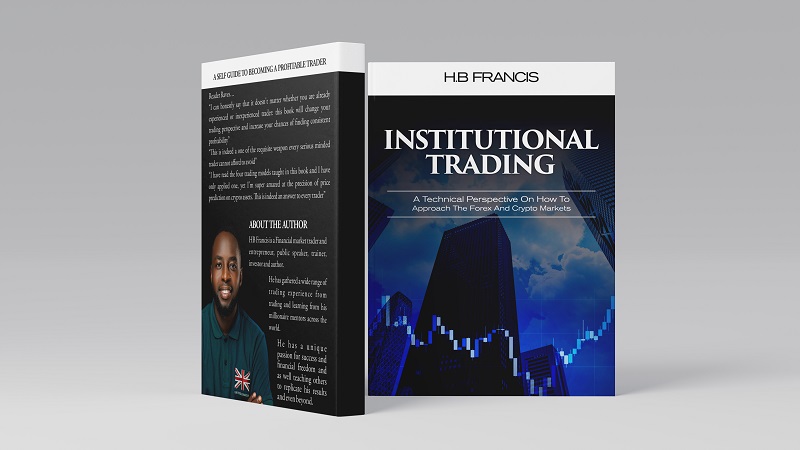 A SELF GUIDE TO BECOMING A PROFITABLE TRADER
Reader Raves...
"I can honestly say that it doesn't matter whether you are already
experienced or inexperienced trader; this book will change your
trading perspective and increase your chances of finding consistent
profitability"
"This is indeed a one of the requisite weapon every serious minded
trader cannot afford to avoid"
"I have read the four trading models taught in this book and I have
only applied one, yet I'm super amazed at the precision of price
prediction on crypto assets. This is indeed an answer to every trader"
ABOUT THE AUTHOR
H B Francis is a Financial market trader and
entrepreneur, public speaker, trainer,
investor and author.
He has gathered a wide range of
trading experience from
trading and learning from his
millionaire mentors across the
world.
He has a unique
passion for success and
financial freedom and
as well teaching others
to replicate his results
and even beyond.
H.B FRANCIS
INSTITUTIONAL
TRADING
A Technical Perspective On How To
Approach The Forex And Crypto Markets